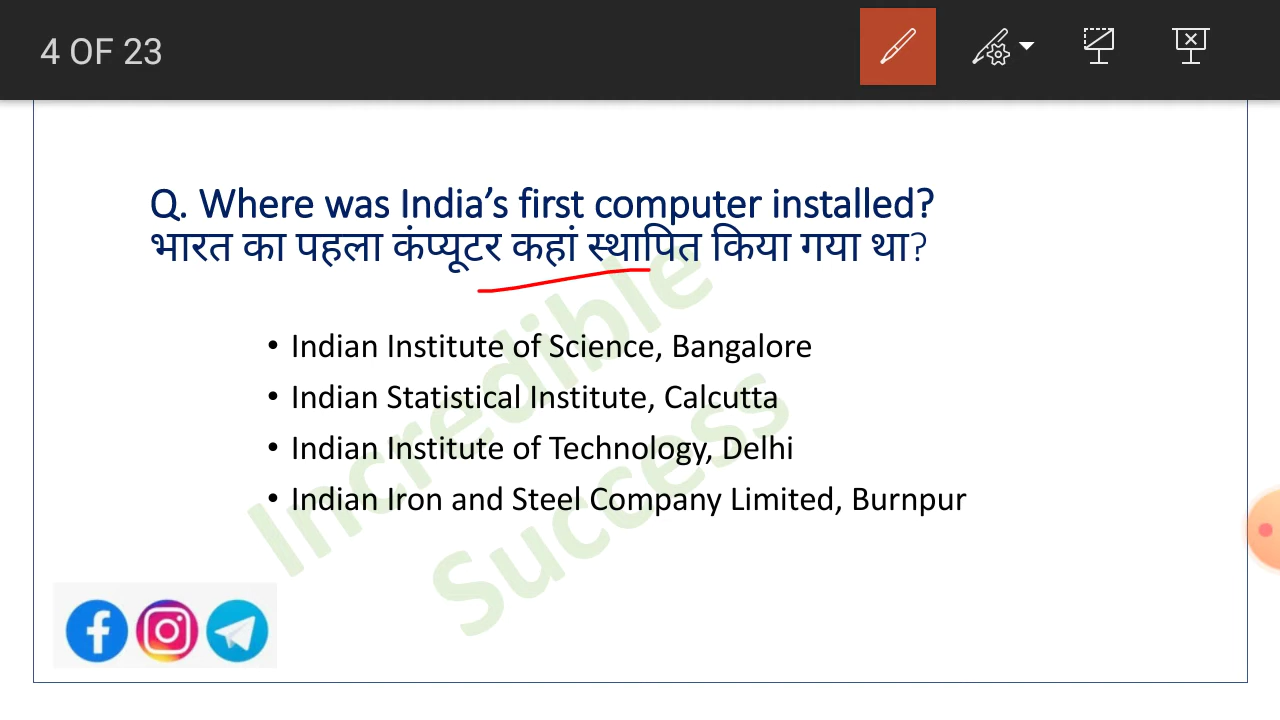 4 OF 23
Q. Where was India’s first computer installed?
भारत का पहला कंप्यूटर कहां स्थापित किया गया था?
• Indian Institute of Science, Bangalore
• Indian Statistical Institute, Calcutta
• Indian Institute of Technology, Delhi
• Indian Iron and Steel Company Limited, Burnpur
Incredible
Success